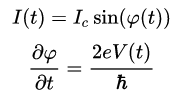 I(t) = I_c sin(φ(t))
∂φ/∂t = 2eV(t)/ℏ